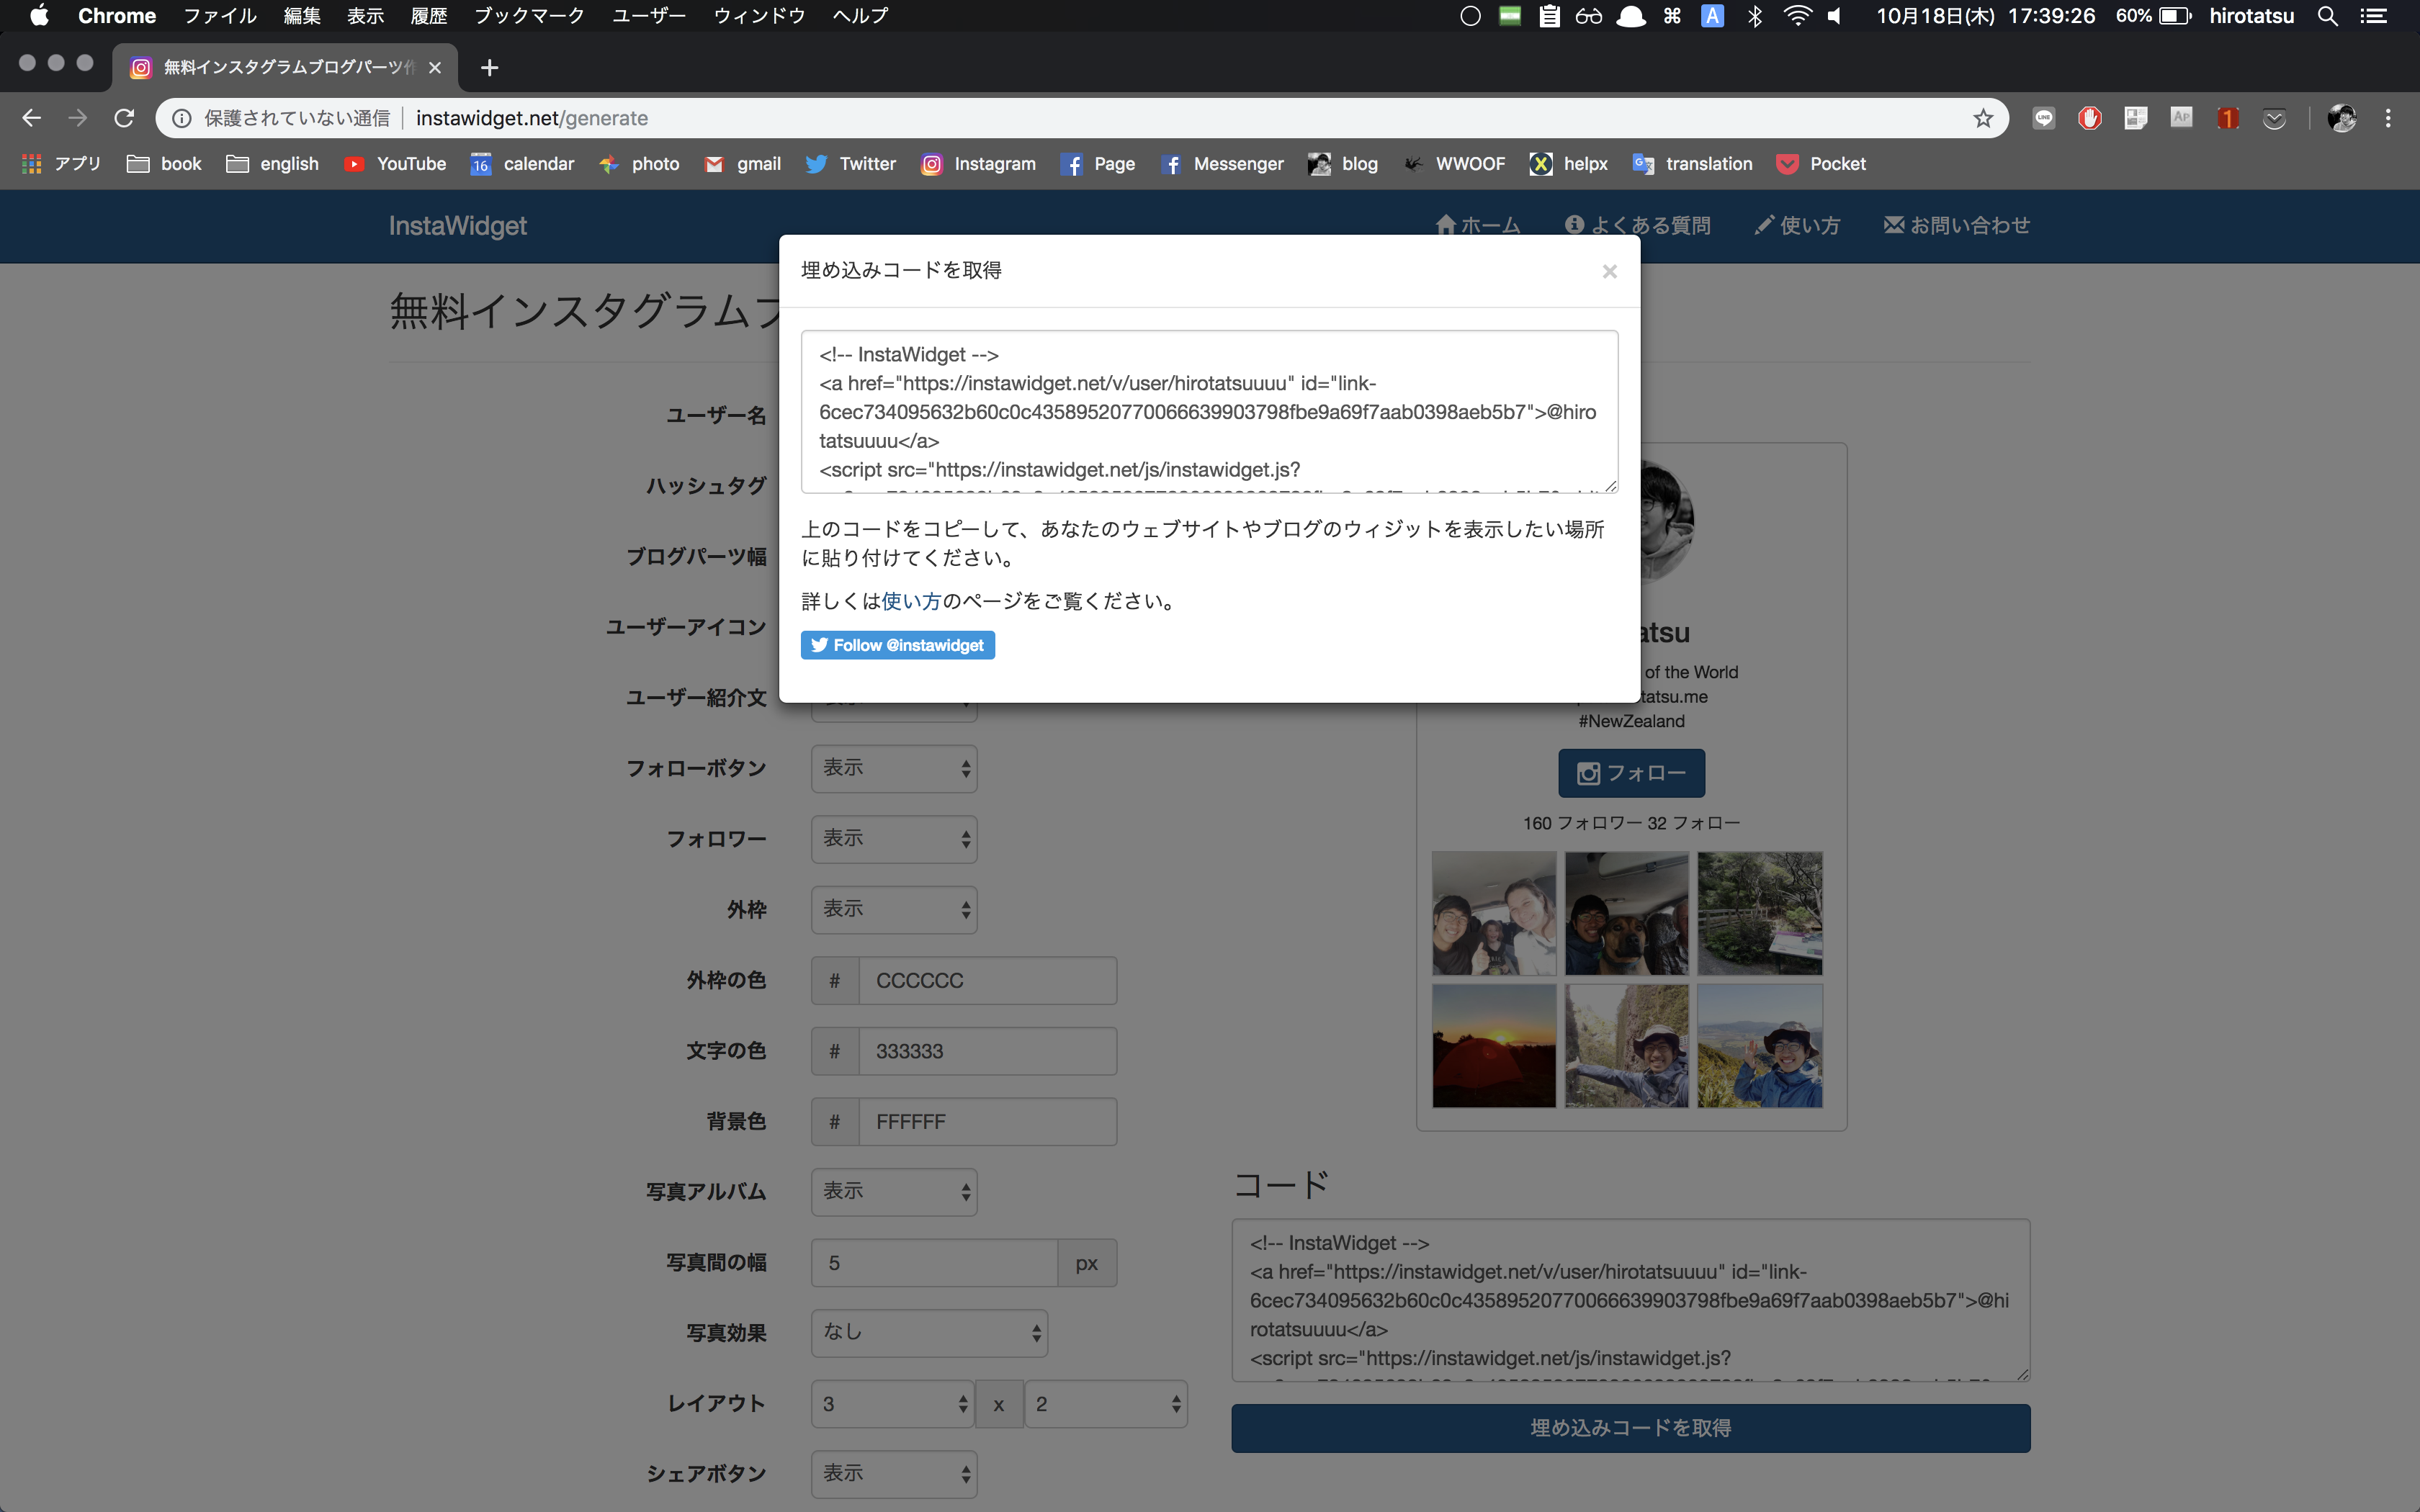 Chrome ファイル 編集 表示 履歴 ブックマーク ユーザー ウィンドウ ヘルプ A 10月18日(木) 17:39:26 60% hirotatsu
無料インスタグラムブログパーツ
保護されていない通信 instawidget.net/generate AP 1
アプリ book english YouTube 16 calendar photo gmail Twitter Instagram Page Messenger blog WWOOF helpx translation Pocket
InstaWidget ホーム よくある質問 使い方 お問い合わせ
無料インスタグラムブ
埋め込みコードを取得 ×
<!-- InstaWidget -->
<a href="https://instawidget.net/v/user/hirotatsuuuu" id="link-
6cec734095632b60c0c43589520770066639903798fbe9a69f7aab0398aeb5b7">@hiro
tatsuuuu</a>
<script src="https://instawidget.net/js/instawidget.js?
上のコードをコピーして、あなたのウェブサイトやブログのウィジットを表示したい場所
に貼り付けてください。
詳しくは使い方のページをご覧ください。
Follow @instawidget
ユーザー名
ハッシュタグ
ブログパーツ幅
ユーザーアイコン
ユーザー紹介文
フォローボタン 表示
フォロワー 表示
外枠 表示
外枠の色 # CCCCCC
文字の色 # 333333
背景色 # FFFFFF
写真アルバム 表示
写真間の幅 5 px
写真効果 なし
レイアウト 3 x 2
シェアボタン 表示
atsu
of the World
tatsu.me
#NewZealand
フォロー
160 フォロワー 32 フォロー
コード
<!-- InstaWidget -->
<a href="https://instawidget.net/v/user/hirotatsuuuu" id="link-
6cec734095632b60c0c43589520770066639903798fbe9a69f7aab0398aeb5b7">@hi
rotatsuuuu</a>
<script src="https://instawidget.net/js/instawidget.js?
埋め込みコードを取得